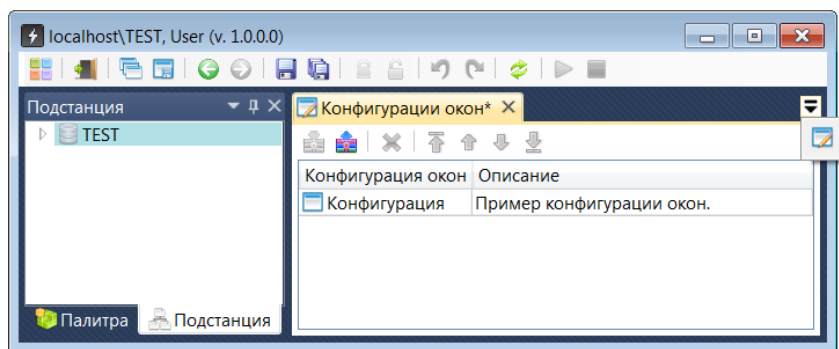 localhost\TEST, User (v. 1.0.0.0)
Подстанция
Конфигурации окон*
TEST
Конфигурация окон Описание
Конфигурация Пример конфигурации окон.
Палитра Подстанция